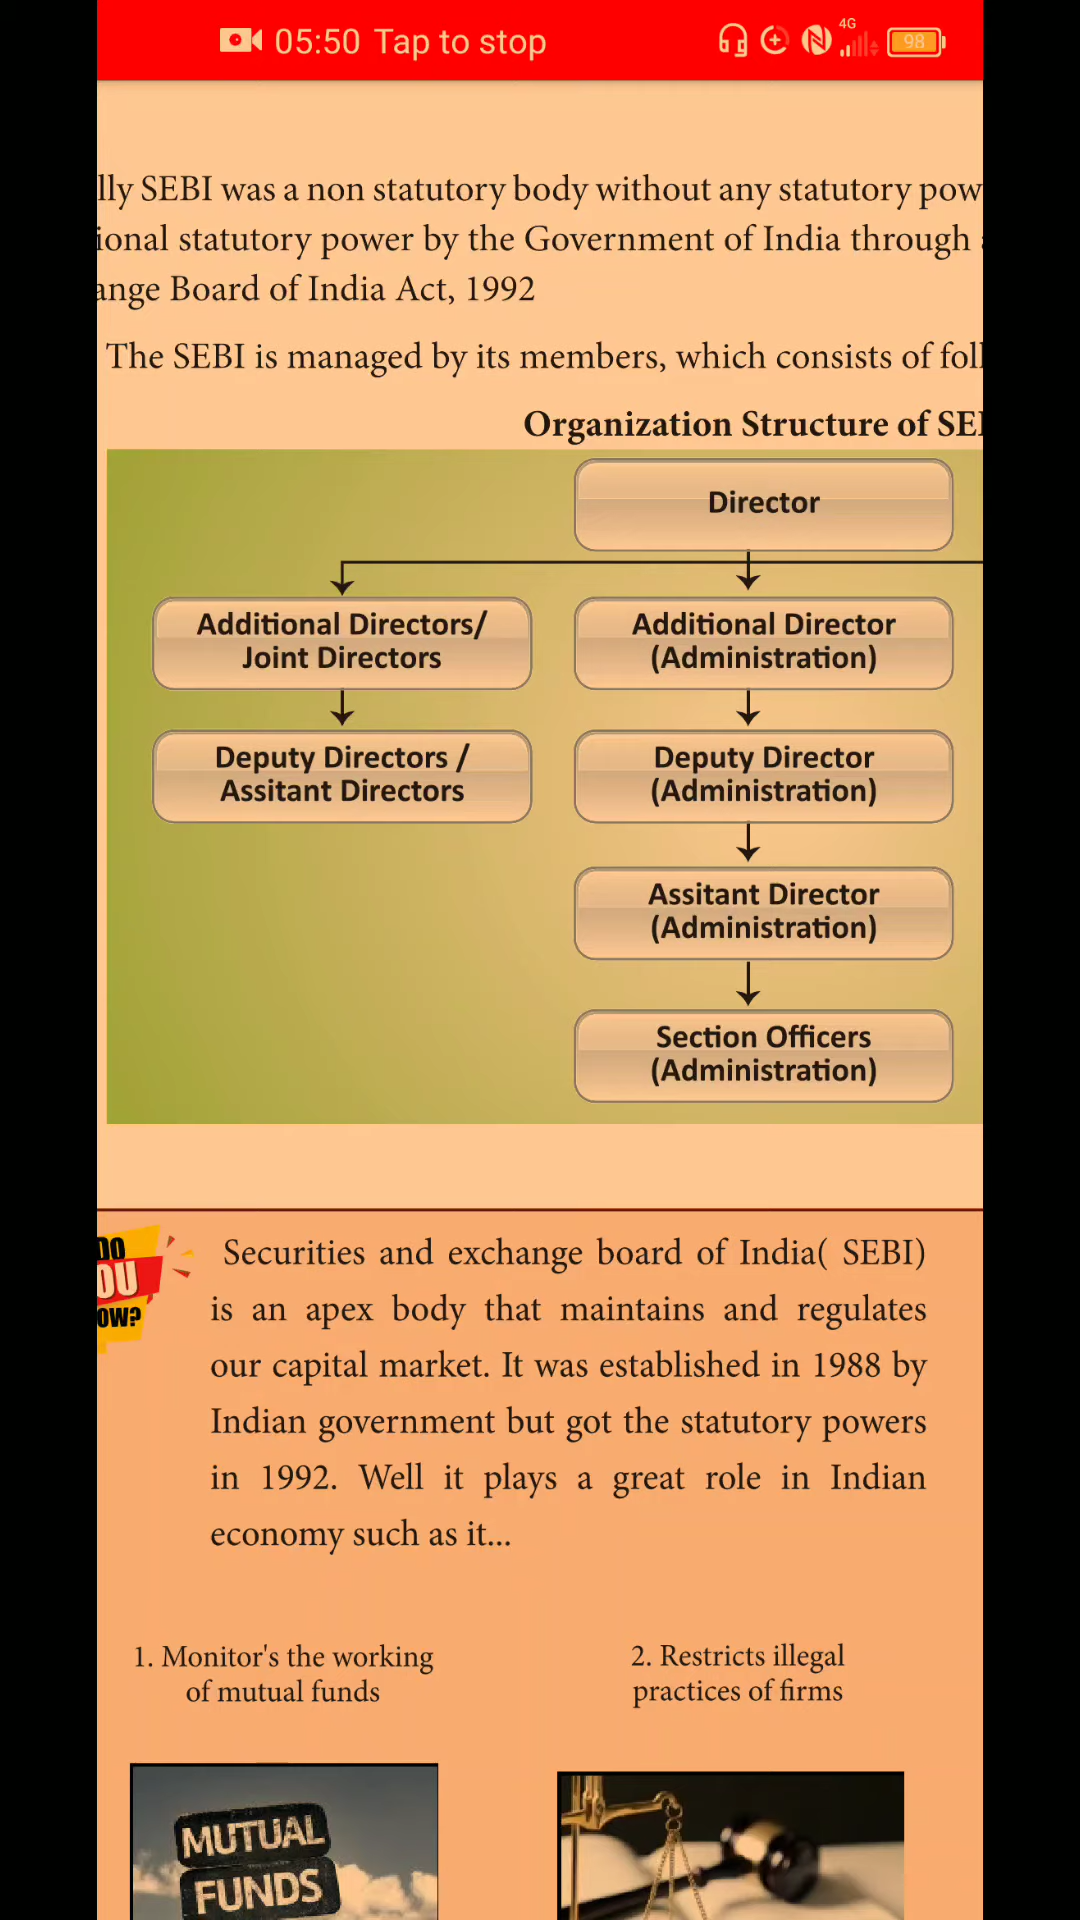 05:50 Tap to stop
4G
98
lly SEBI was a non statutory body without any statutory pow
ional statutory power by the Government of India through
ange Board of India Act, 1992
The SEBI is managed by its members, which consists of foll
Organization Structure of SEB
Director
Additional Directors/
Joint Directors
Additional Director
(Administration)
Deputy Directors /
Assitant Directors
Deputy Director
(Administration)
Assitant Director
(Administration)
Section Officers
(Administration)
DO
OU
OW?
Securities and exchange board of India( SEBI)
is an apex body that maintains and regulates
our capital market. It was established in 1988 by
Indian government but got the statutory powers
in 1992. Well it plays a great role in Indian
economy such as it...
1. Monitor's the working
of mutual funds
2. Restricts illegal
practices of firms
MUTUAL
FUNDS